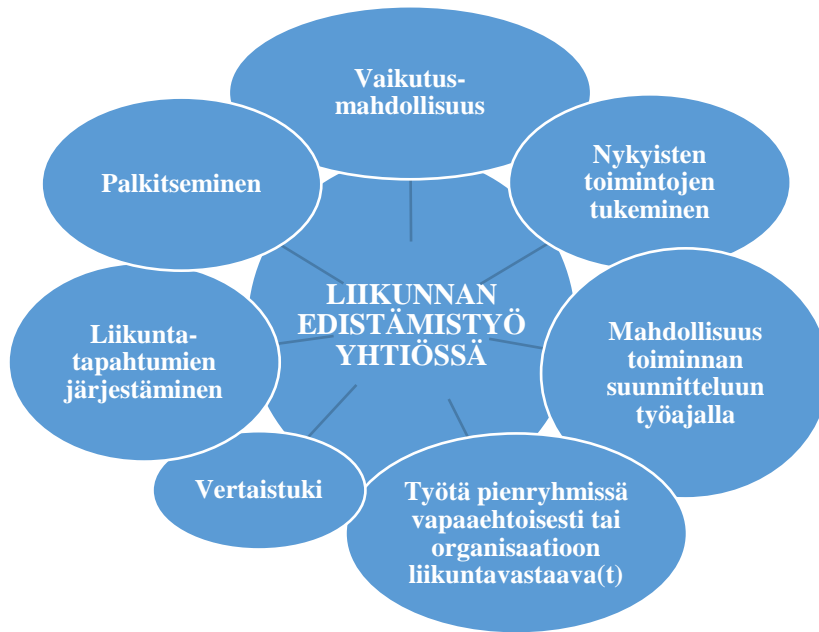 Vaikutus-
mahdollisuus
Nykyisten
toimintojen
tukeminen
Palkitseminen
LIIKUNNAN
EDISTÄMISTYÖ
YHTIÖSSÄ
Mahdollisuus
toiminnan
suunnitteluun
työajalla
Liikunta-
tapahtumien
järjestäminen
Vertaistuki
Työtä pienryhmissä
vapaaehtoisesti tai
organisaatioon
liikuntavastaava(t)